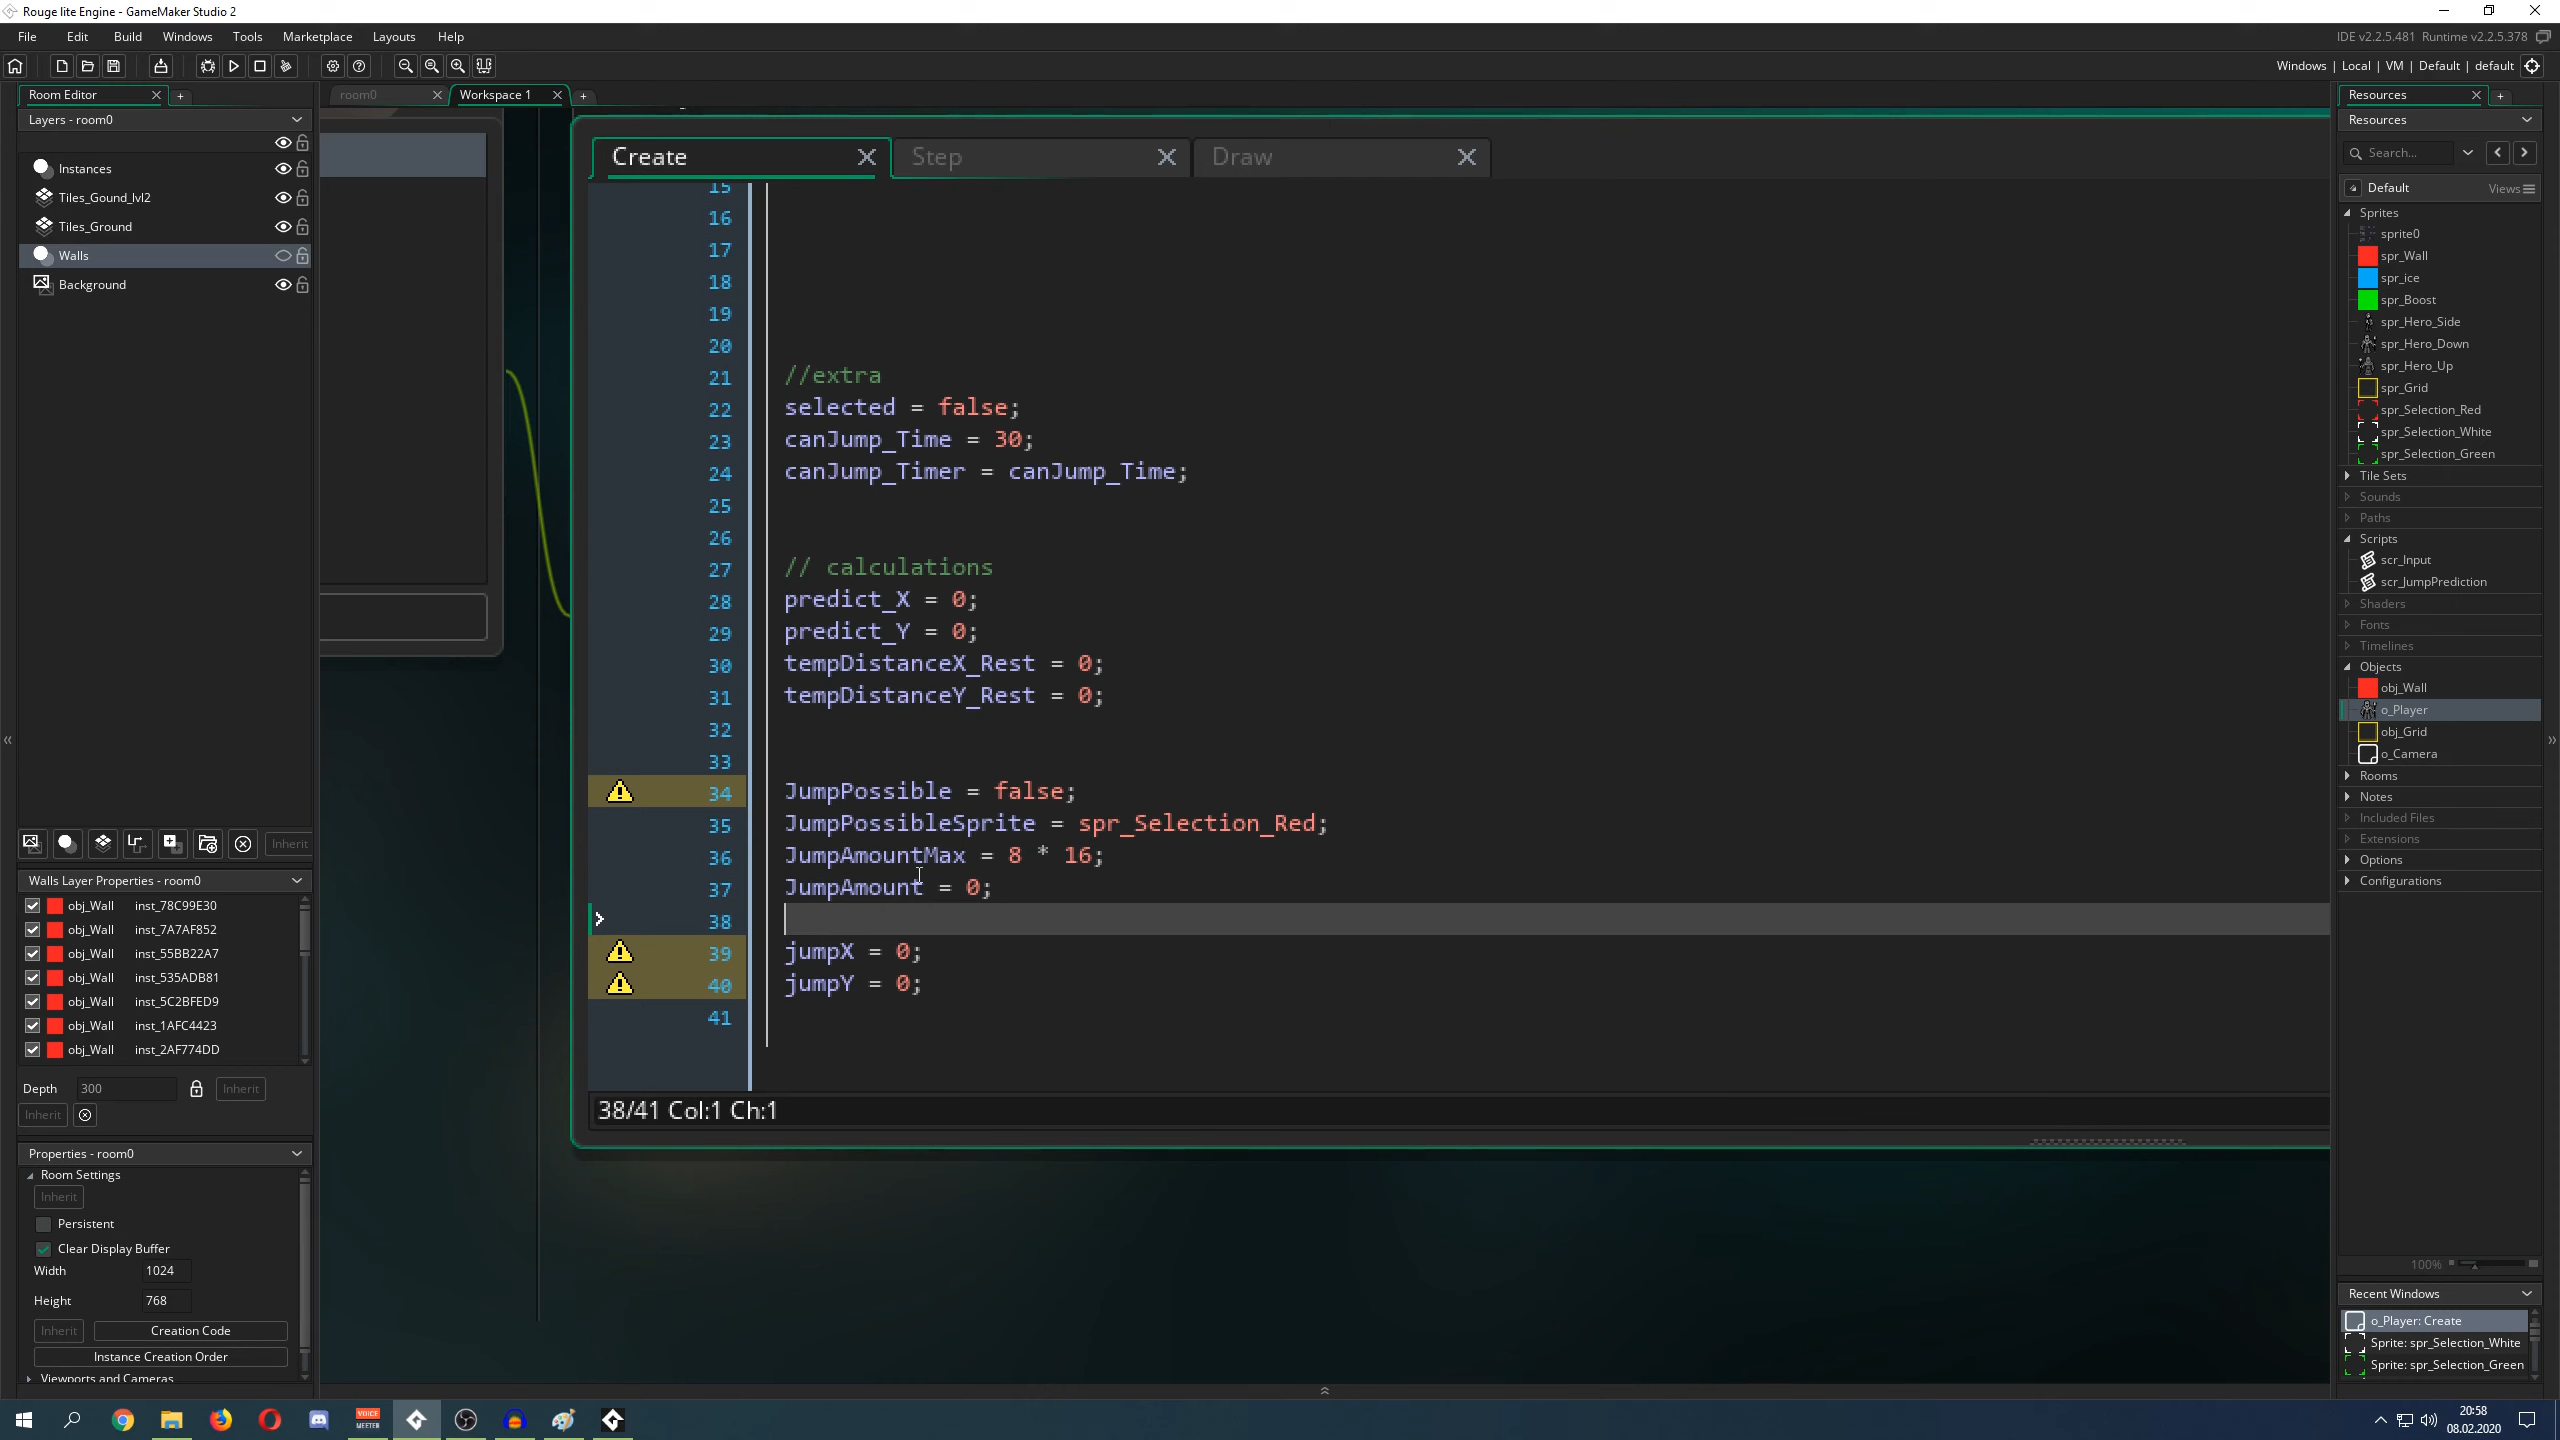 Rouge lite Engine - GameMaker Studio 2
File Edit Build Windows Tools Marketplace Layouts Help
IDE v2.2.5.481 Runtime v2.2.5.378
Windows | Local | VM | Default | default
Room Editor
room0
Workspace 1
Resources
Layers - room0
Resources
Instances
Tiles_Gound_lvl2
Tiles_Ground
Walls
Background
Create
Step
Draw
15
16
17
18
19
20
21 //extra
22 selected = false;
23 canJump_Time = 30;
24 canJump_Timer = canJump_Time;
25
26
27 // calculations
28 predict_X = 0;
29 predict_Y = 0;
30 tempDistanceX_Rest = 0;
31 tempDistanceY_Rest = 0;
32
33
34 JumpPossible = false;
35 JumpPossibleSprite = spr_Selection_Red;
36 JumpAmountMax = 8 * 16;
37 JumpAmount = 0;
38
39 jumpX = 0;
40 jumpY = 0;
41
38/41 Col:1 Ch:1
Inherit
Walls Layer Properties - room0
obj_Wall inst_78C99E30
obj_Wall inst_7A7AF852
obj_Wall inst_55BB22A7
obj_Wall inst_535ADB81
obj_Wall inst_5C2BFED9
obj_Wall inst_1AFC4423
obj_Wall inst_2AF774DD
Depth 300 Inherit
Inherit
Properties - room0
Room Settings
Inherit
Persistent
Clear Display Buffer
Width 1024
Height 768
Inherit Creation Code
Instance Creation Order
Viewports and Cameras
Search...
Default Views
Sprites
sprite0
spr_Wall
spr_ice
spr_Boost
spr_Hero_Side
spr_Hero_Down
spr_Hero_Up
spr_Grid
spr_Selection_Red
spr_Selection_White
spr_Selection_Green
Tile Sets
Sounds
Paths
Scripts
scr_Input
scr_JumpPrediction
Shaders
Fonts
Timelines
Objects
obj_Wall
o_Player
obj_Grid
o_Camera
Rooms
Notes
Included Files
Extensions
Options
Configurations
100%
Recent Windows
o_Player: Create
Sprite: spr_Selection_White
Sprite: spr_Selection_Green
VOICE
MEETER
20:58
08.02.2020